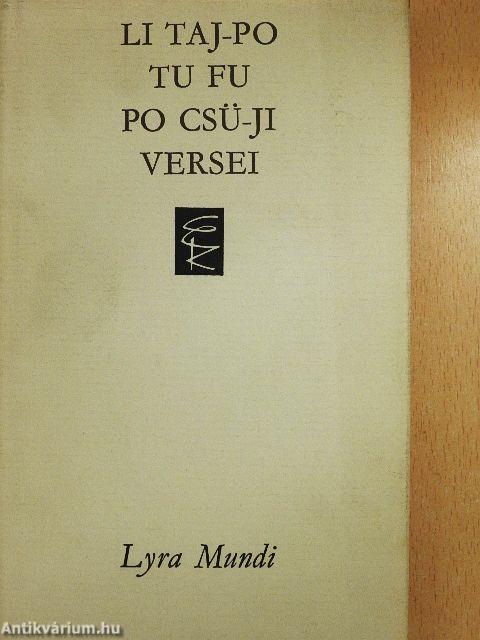 LI TAJ-PO
TU FU
PO CSÜ-JI
VERSEI
Lyra Mundi
Antikvárium.hu